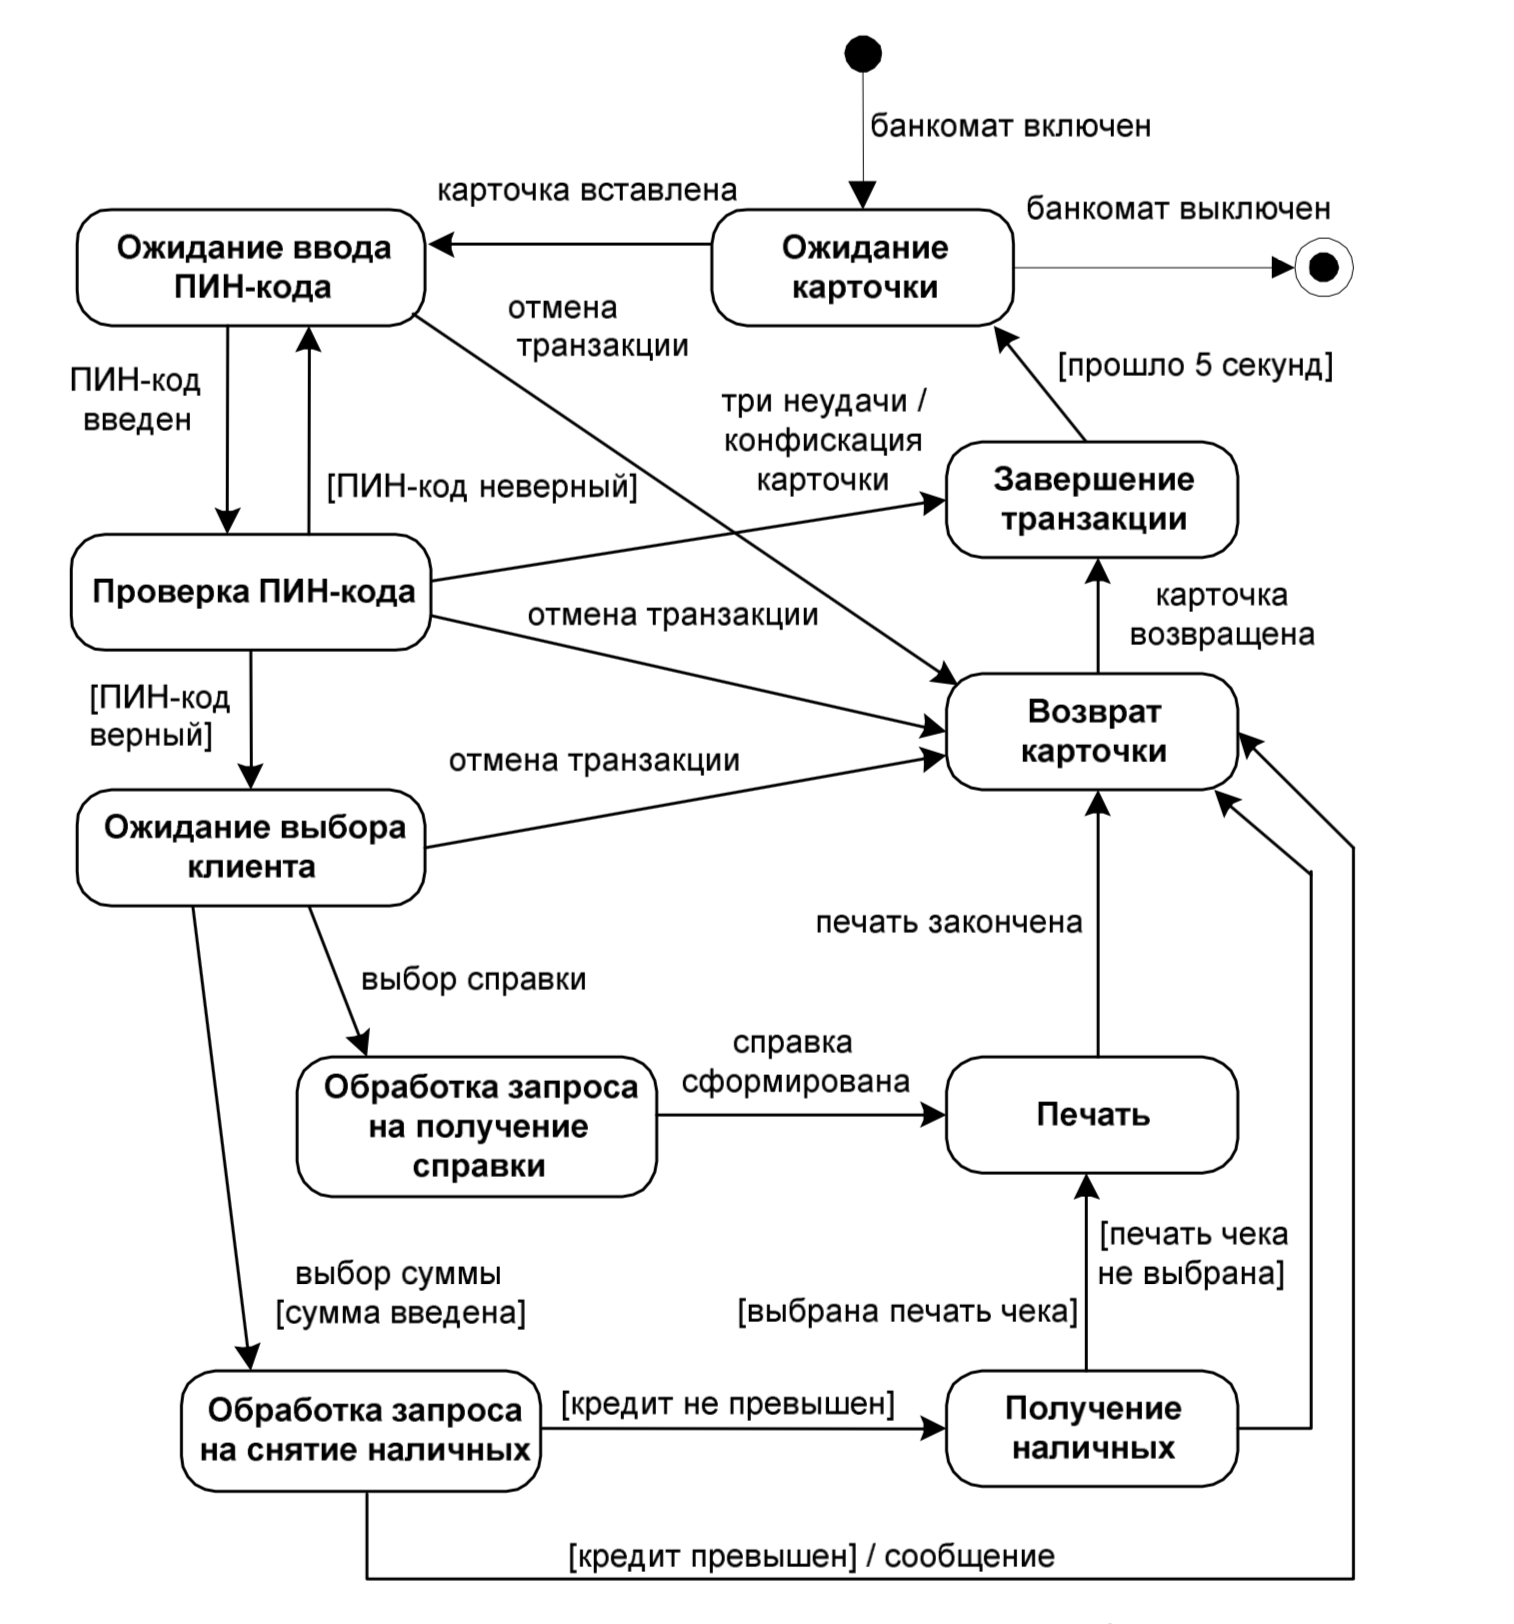 банкомат включен
карточка вставлена
банкомат выключен
Ожидание ввода
ПИН-кода
Ожидание
карточки
отмена
транзакции
[прошло 5 секунд]
ПИН-код
введен
три неудачи /
конфискация
карточки
[ПИН-код неверный]
Завершение
транзакции
Проверка ПИН-кода
отмена транзакции
карточка
возвращена
[ПИН-код
верный]
Возврат
карточки
отмена транзакции
Ожидание выбора
клиента
печать закончена
выбор справки
справка
сформирована
Обработка запроса
на получение
справки
Печать
[печать чека
не выбрана]
выбор суммы
[сумма введена]
[выбрана печать чека]
Обработка запроса
на снятие наличных
[кредит не превышен]
Получение
наличных
[кредит превышен] / сообщение